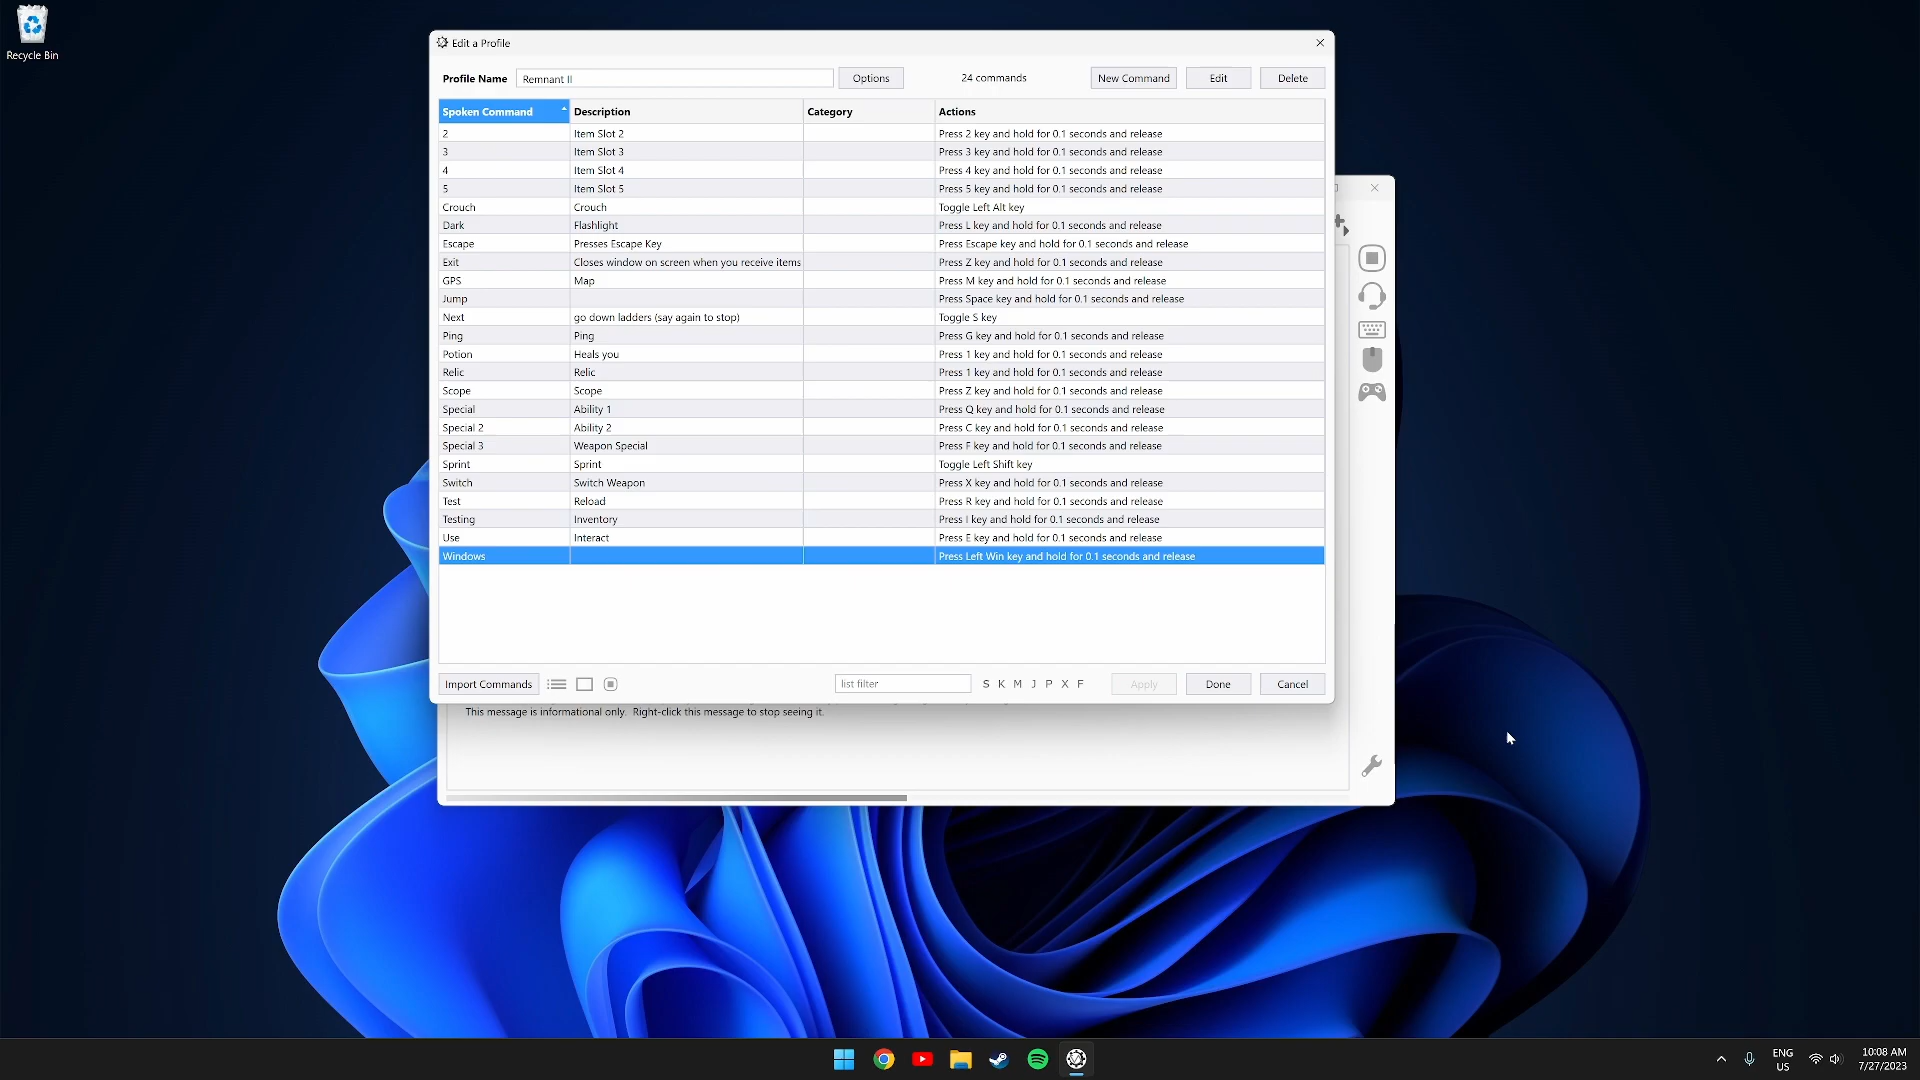 Recycle Bin
Edit a Profile
Profile Name Remnant II Options 24 commands New Command Edit Delete
Spoken Command Description Category Actions
2 Item Slot 2 Press 2 key and hold for 0.1 seconds and release
3 Item Slot 3 Press 3 key and hold for 0.1 seconds and release
4 Item Slot 4 Press 4 key and hold for 0.1 seconds and release
5 Item Slot 5 Press 5 key and hold for 0.1 seconds and release
Crouch Crouch Toggle Left Alt key
Dark Flashlight Press L key and hold for 0.1 seconds and release
Escape Presses Escape Key Press Escape key and hold for 0.1 seconds and release
Exit Closes window on screen when you receive items Press Z key and hold for 0.1 seconds and release
GPS Map Press M key and hold for 0.1 seconds and release
Jump Press Space key and hold for 0.1 seconds and release
Next go down ladders (say again to stop) Toggle S key
Ping Ping Press G key and hold for 0.1 seconds and release
Potion Heals you Press 1 key and hold for 0.1 seconds and release
Relic Relic Press 1 key and hold for 0.1 seconds and release
Scope Scope Press Z key and hold for 0.1 seconds and release
Special Ability 1 Press Q key and hold for 0.1 seconds and release
Special 2 Ability 2 Press C key and hold for 0.1 seconds and release
Special 3 Weapon Special Press F key and hold for 0.1 seconds and release
Sprint Sprint Toggle Left Shift key
Switch Switch Weapon Press X key and hold for 0.1 seconds and release
Test Reload Press R key and hold for 0.1 seconds and release
Testing Inventory Press I key and hold for 0.1 seconds and release
Use Interact Press E key and hold for 0.1 seconds and release
Windows Press Left Win key and hold for 0.1 seconds and release
Import Commands list filter S K M J P X F Apply Done Cancel
This message is informational only. Right-click this message to stop seeing it.
ENG
US
10:08 AM
7/27/2023